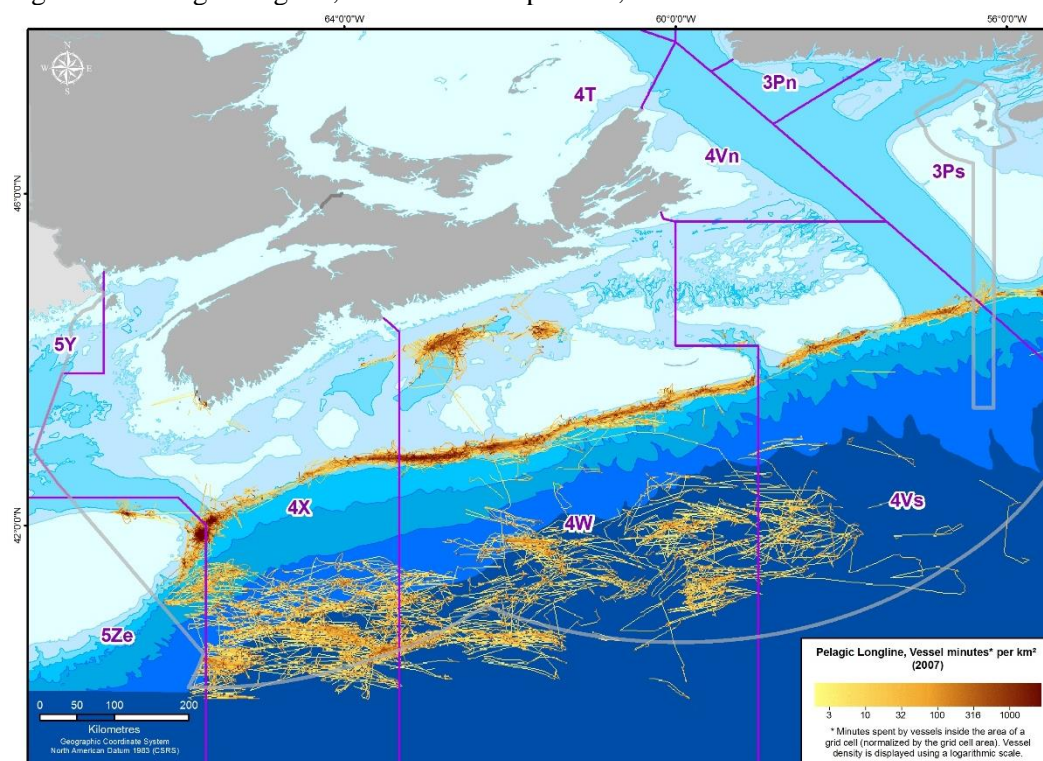 64°0'0"W
60°0'0"W
56°0'0"W
N
W
E
S
4T
3Pn
4Vn
3Ps
46°0'0"N
5Y
4X
4W
4Vs
42°0'0"N
5Ze
0 50 100 200
Kilometres
Geographic Coordinate System
North American Datum 1983 (CSRS)
Pelagic Longline, Vessel minutes* per km²
(2007)
3 10 32 100 316 1000
* Minutes spent by vessels inside the area of a
grid cell (normalized by the grid cell area). Vessel
density is displayed using a logarithmic scale.